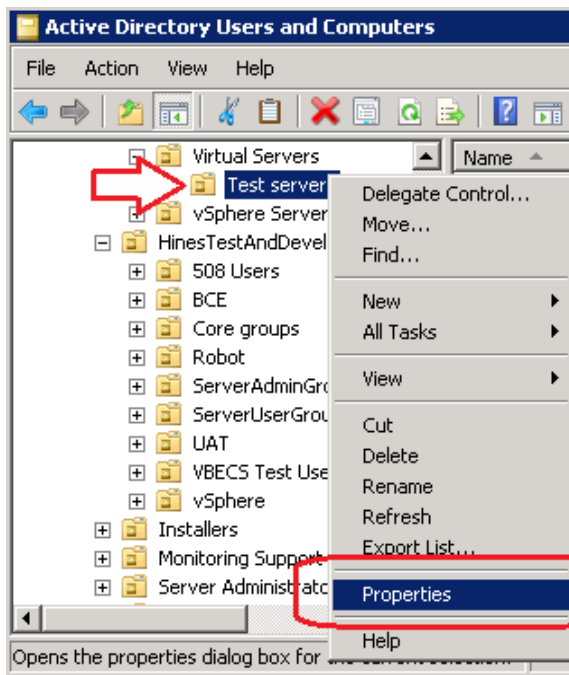 Active Directory Users and Computers
File Action View Help
Virtual Servers
Name
Test server
vSphere Server
HinesTestAndDevel
508 Users
BCE
Core groups
Robot
ServerAdminGro
ServerUserGrou
UAT
VBECS Test Use
vSphere
Installers
Monitoring Support
Server Administrato
Delegate Control...
Move...
Find...
New
All Tasks
View
Cut
Delete
Rename
Refresh
Export List...
Properties
Help
Opens the properties dialog box for the current selection.